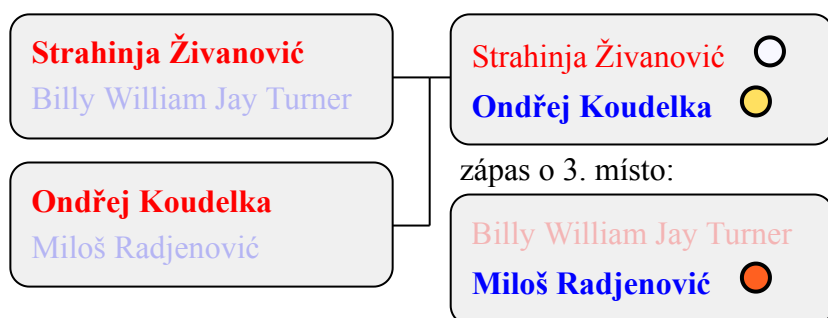 Strahinja Živanović
Billy William Jay Turner
Ondřej Koudelka
Miloš Radjenović
Strahinja Živanović
Ondřej Koudelka
zápas o 3. místo:
Billy William Jay Turner
Miloš Radjenović